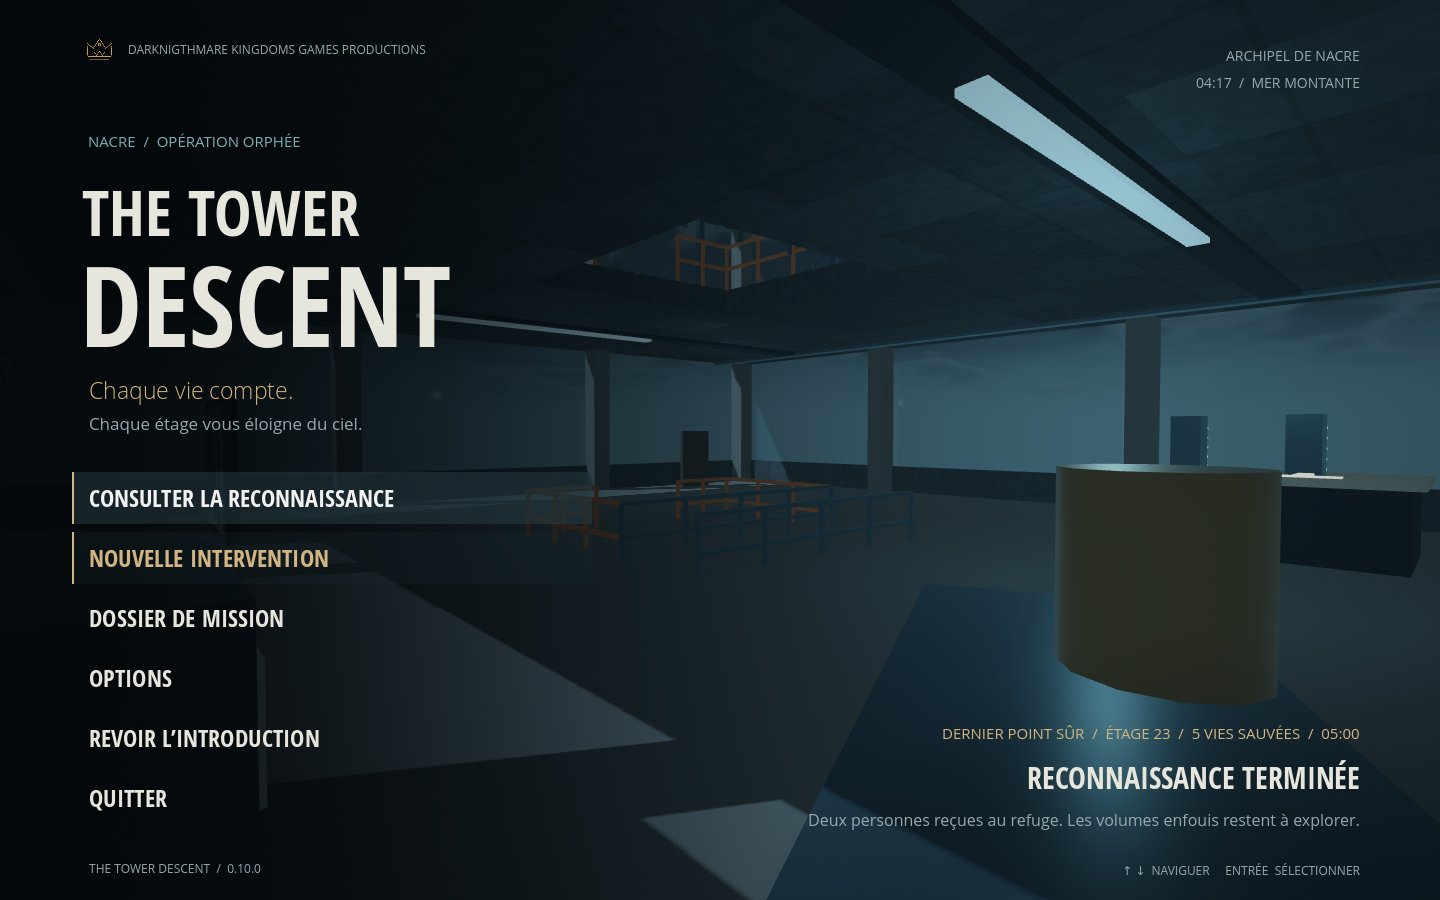 DARKNIGTHMARE KINGDOMS GAMES PRODUCTIONS
ARCHIPEL DE NACRE
04:17 / MER MONTANTE
NACRE / OPÉRATION ORPHÉE
THE TOWER
DESCENT
Chaque vie compte.
Chaque étage vous éloigne du ciel.
CONSULTER LA RECONNAISSANCE
NOUVELLE INTERVENTION
DOSSIER DE MISSION
OPTIONS
REVOIR L’INTRODUCTION
QUITTER
DERNIER POINT SÛR / ÉTAGE 23 / 5 VIES SAUVÉES / 05:00
RECONNAISSANCE TERMINÉE
Deux personnes reçues au refuge. Les volumes enfouis restent à explorer.
THE TOWER DESCENT / 0.10.0
↑ ↓ NAVIGUER ENTRÉE SÉLECTIONNER